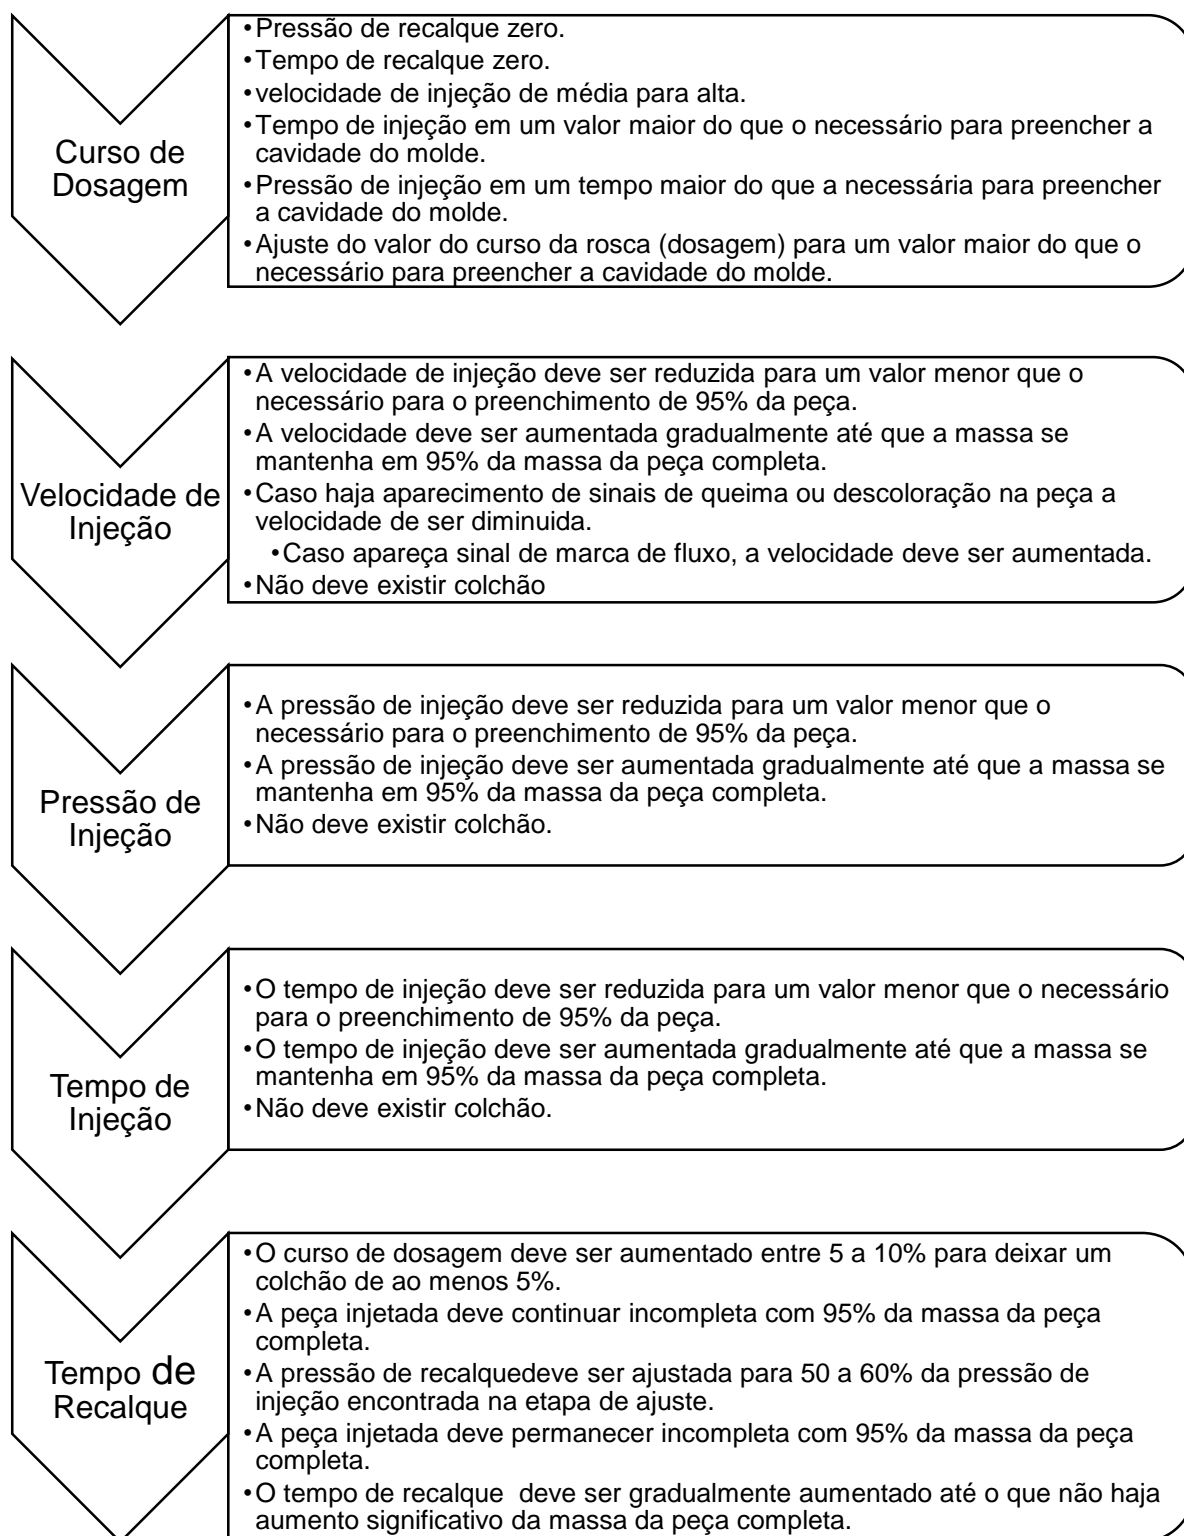 Curso de
Dosagem
•Pressão de recalque zero.
•Tempo de recalque zero.
•velocidade de injeção de média para alta.
•Tempo de injeção em um valor maior do que o necessário para preencher a
cavidade do molde.
•Pressão de injeção em um tempo maior do que a necessária para preencher
a cavidade do molde.
•Ajuste do valor do curso da rosca (dosagem) para um valor maior do que o
necessário para preencher a cavidade do molde.
Velocidade de
Injeção
•A velocidade de injeção deve ser reduzida para um valor menor que o
necessário para o preenchimento de 95% da peça.
•A velocidade deve ser aumentada gradualmente até que a massa se
mantenha em 95% da massa da peça completa.
•Caso haja aparecimento de sinais de queima ou descoloração na peça a
velocidade de ser diminuida.
•Caso apareça sinal de marca de fluxo, a velocidade deve ser aumentada.
•Não deve existir colchão
Pressão de
Injeção
•A pressão de injeção deve ser reduzida para um valor menor que o
necessário para o preenchimento de 95% da peça.
•A pressão de injeção deve ser aumentada gradualmente até que a massa se
mantenha em 95% da massa da peça completa.
•Não deve existir colchão.
Tempo de
Injeção
•O tempo de injeção deve ser reduzida para um valor menor que o necessário
para o preenchimento de 95% da peça.
•O tempo de injeção deve ser aumentada gradualmente até que a massa se
mantenha em 95% da massa da peça completa.
•Não deve existir colchão.
Tempo de
Recalque
•O curso de dosagem deve ser aumentado entre 5 a 10% para deixar um
colchão de ao menos 5%.
•A peça injetada deve continuar incompleta com 95% da massa da peça
completa.
•A pressão de recalquedeve ser ajustada para 50 a 60% da pressão de
injeção encontrada na etapa de ajuste.
•A peça injetada deve permanecer incompleta com 95% da massa da peça
completa.
•O tempo de recalque  deve ser gradualmente aumentado até o que não haja
aumento significativo da massa da peça completa.